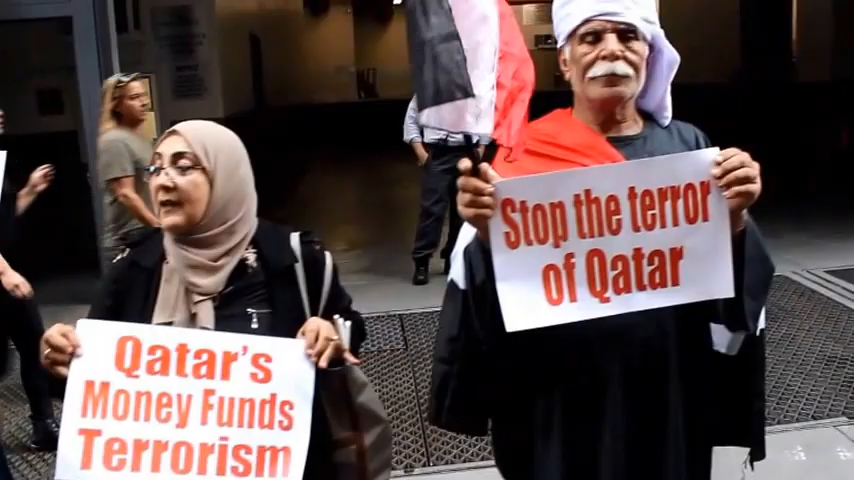 Qatar's
Money Funds
Terrorism
Stop the terror
of Qatar